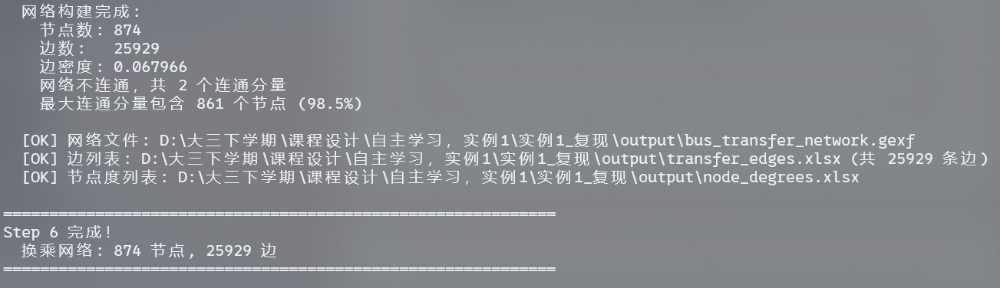 网络构建完成:
节点数: 874
边数: 25929
边密度: 0.067966
网络不连通, 共 2 个连通分量
最大连通分量包含 861 个节点 (98.5%)
[OK] 网络文件: D:\大三下学期\课程设计\自主学习, 实例1\实例1_复现\output\bus_transfer_network.gexf
[OK] 边列表: D:\大三下学期\课程设计\自主学习, 实例1\实例1_复现\output\transfer_edges.xlsx (共 25929 条边)
[OK] 节点度列表: D:\大三下学期\课程设计\自主学习, 实例1\实例1_复现\output\node_degrees.xlsx
============================================================
Step 6 完成!
换乘网络: 874 节点, 25929 边
============================================================